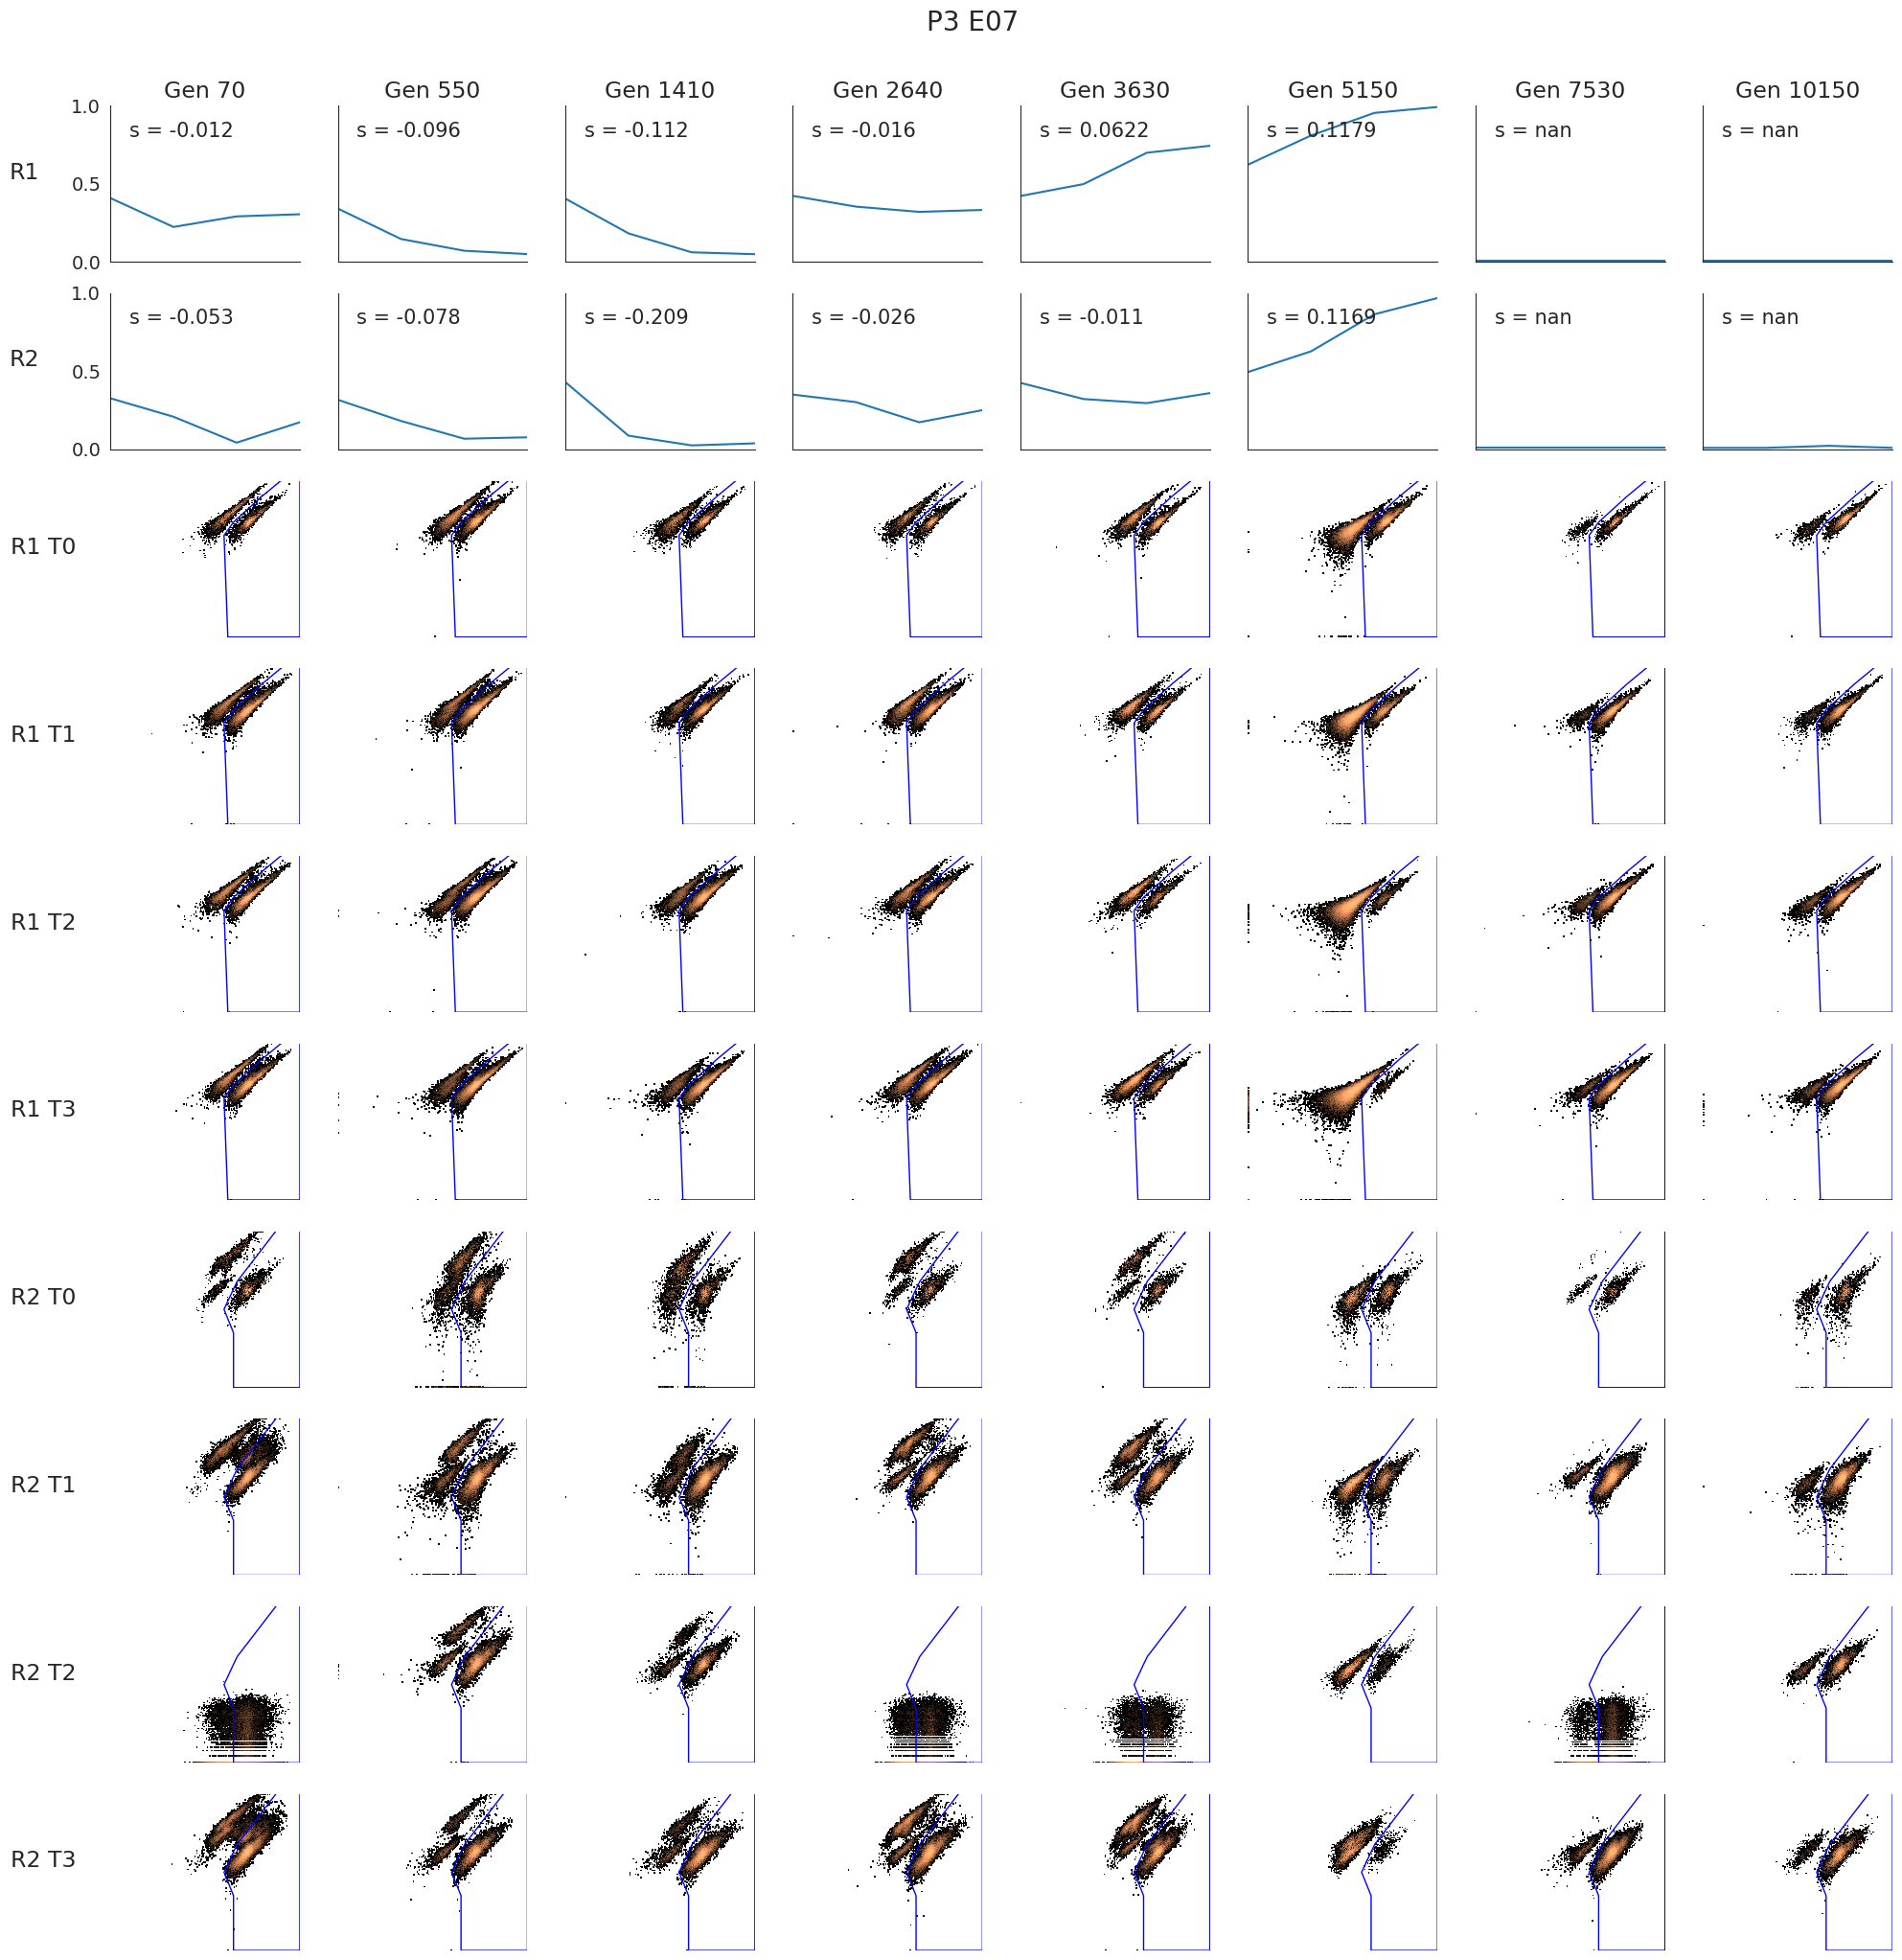 P3 E07
Gen 70 Gen 550 Gen 1410 Gen 2640 Gen 3630 Gen 5150 Gen 7530 Gen 10150
1.0
s = -0.012 s = -0.096 s = -0.112 s = -0.016 s = 0.0622 s = 0.1179 s = nan s = nan
R1
0.5
0.0
1.0
s = -0.053 s = -0.078 s = -0.209 s = -0.026 s = -0.011 s = 0.1169 s = nan s = nan
R2
0.5
0.0
R1 T0
R1 T1
R1 T2
R1 T3
R2 T0
R2 T1
R2 T2
R2 T3